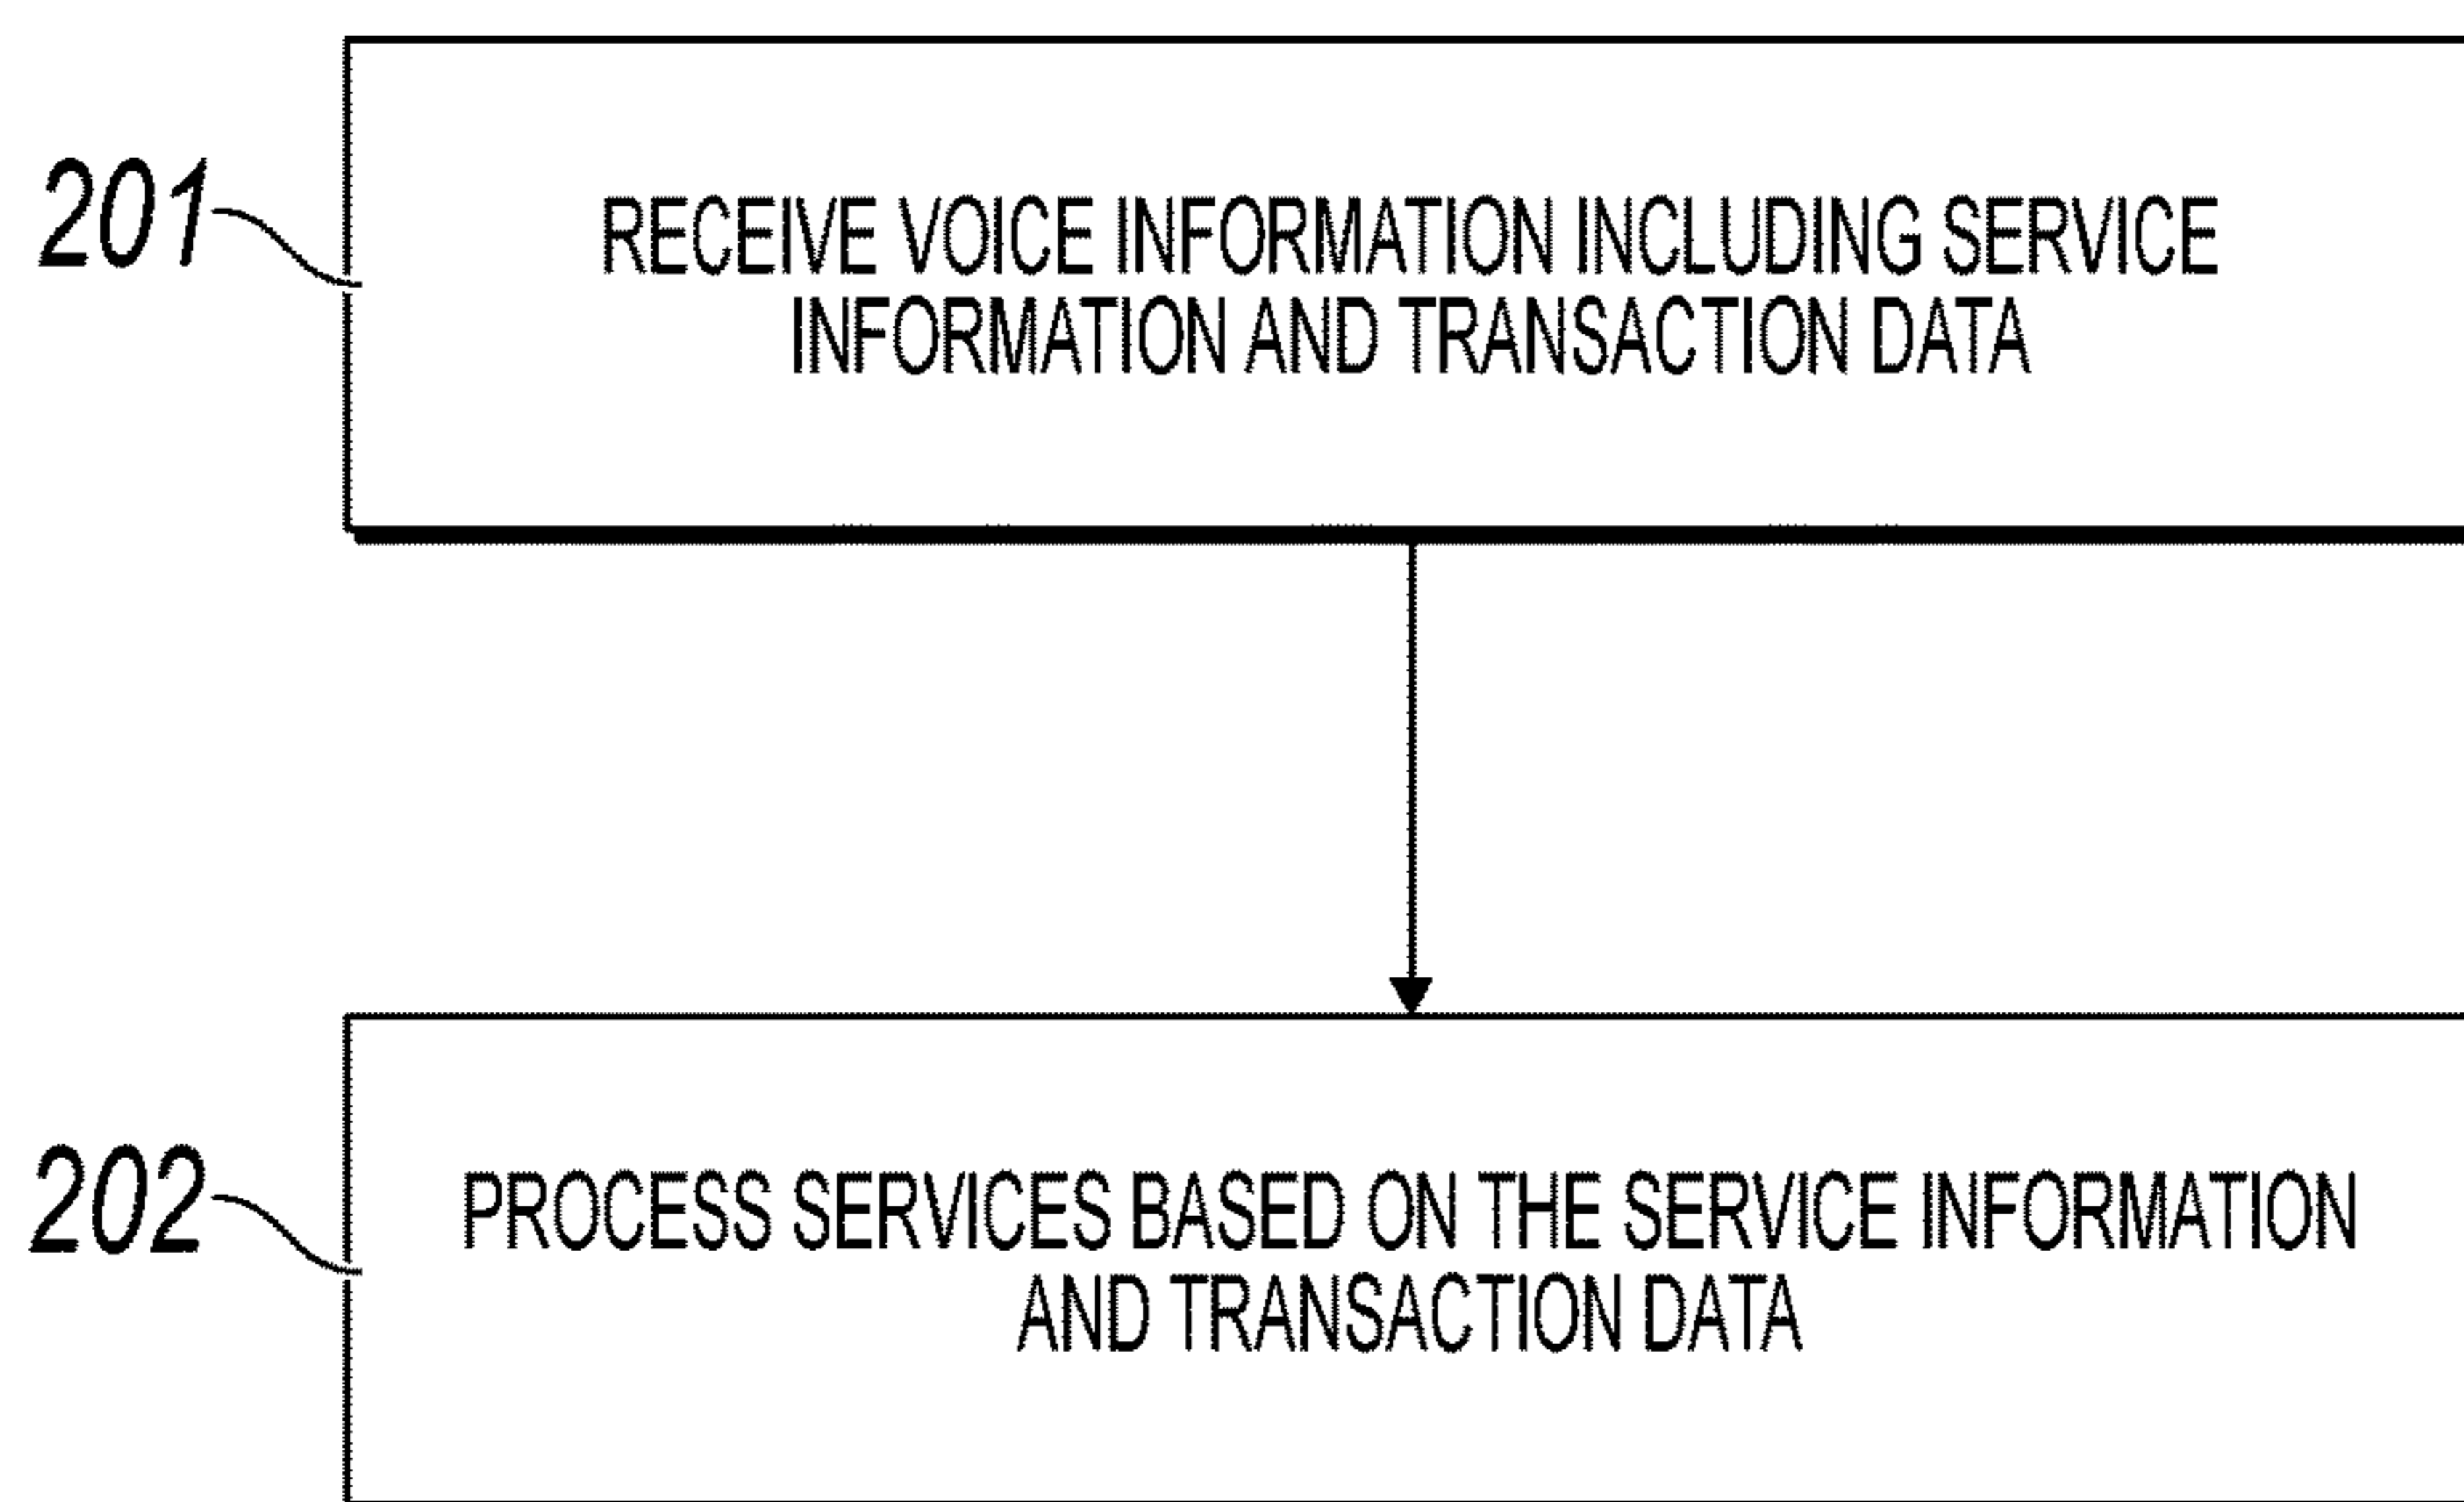 201
RECEIVE VOICE INFORMATION INCLUDING SERVICE
INFORMATION AND TRANSACTION DATA
202
PROCESS SERVICES BASED ON THE SERVICE INFORMATION
AND TRANSACTION DATA